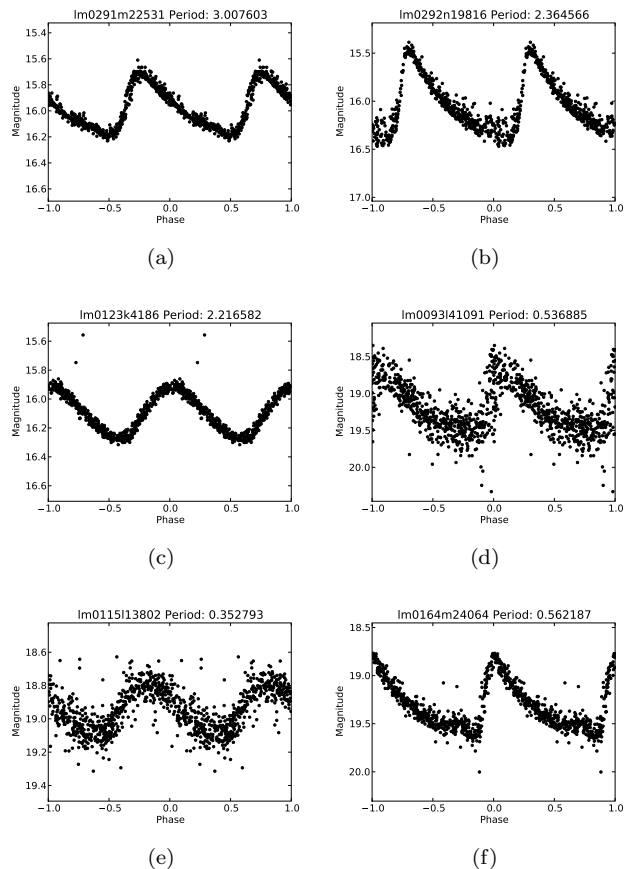 lm0291m22531 Period: 3.007603
15.4
15.6
15.8
16.0
16.2
16.4
16.6
Magnitude
−1.0 −0.5 0.0 0.5 1.0
Phase
(a)
lm0292n19816 Period: 2.364566
15.5
16.0
16.5
17.0
Magnitude
−1.0 −0.5 0.0 0.5 1.0
Phase
(b)
lm0123k4186 Period: 2.216582
15.6
15.8
16.0
16.2
16.4
16.6
Magnitude
−1.0 −0.5 0.0 0.5 1.0
Phase
(c)
lm0093l41091 Period: 0.536885
18.5
19.0
19.5
20.0
Magnitude
−1.0 −0.5 0.0 0.5 1.0
Phase
(d)
lm0115l13802 Period: 0.352793
18.6
18.8
19.0
19.2
19.4
Magnitude
−1.0 −0.5 0.0 0.5 1.0
Phase
(e)
lm0164m24064 Period: 0.562187
18.5
19.0
19.5
20.0
Magnitude
−1.0 −0.5 0.0 0.5 1.0
Phase
(f)